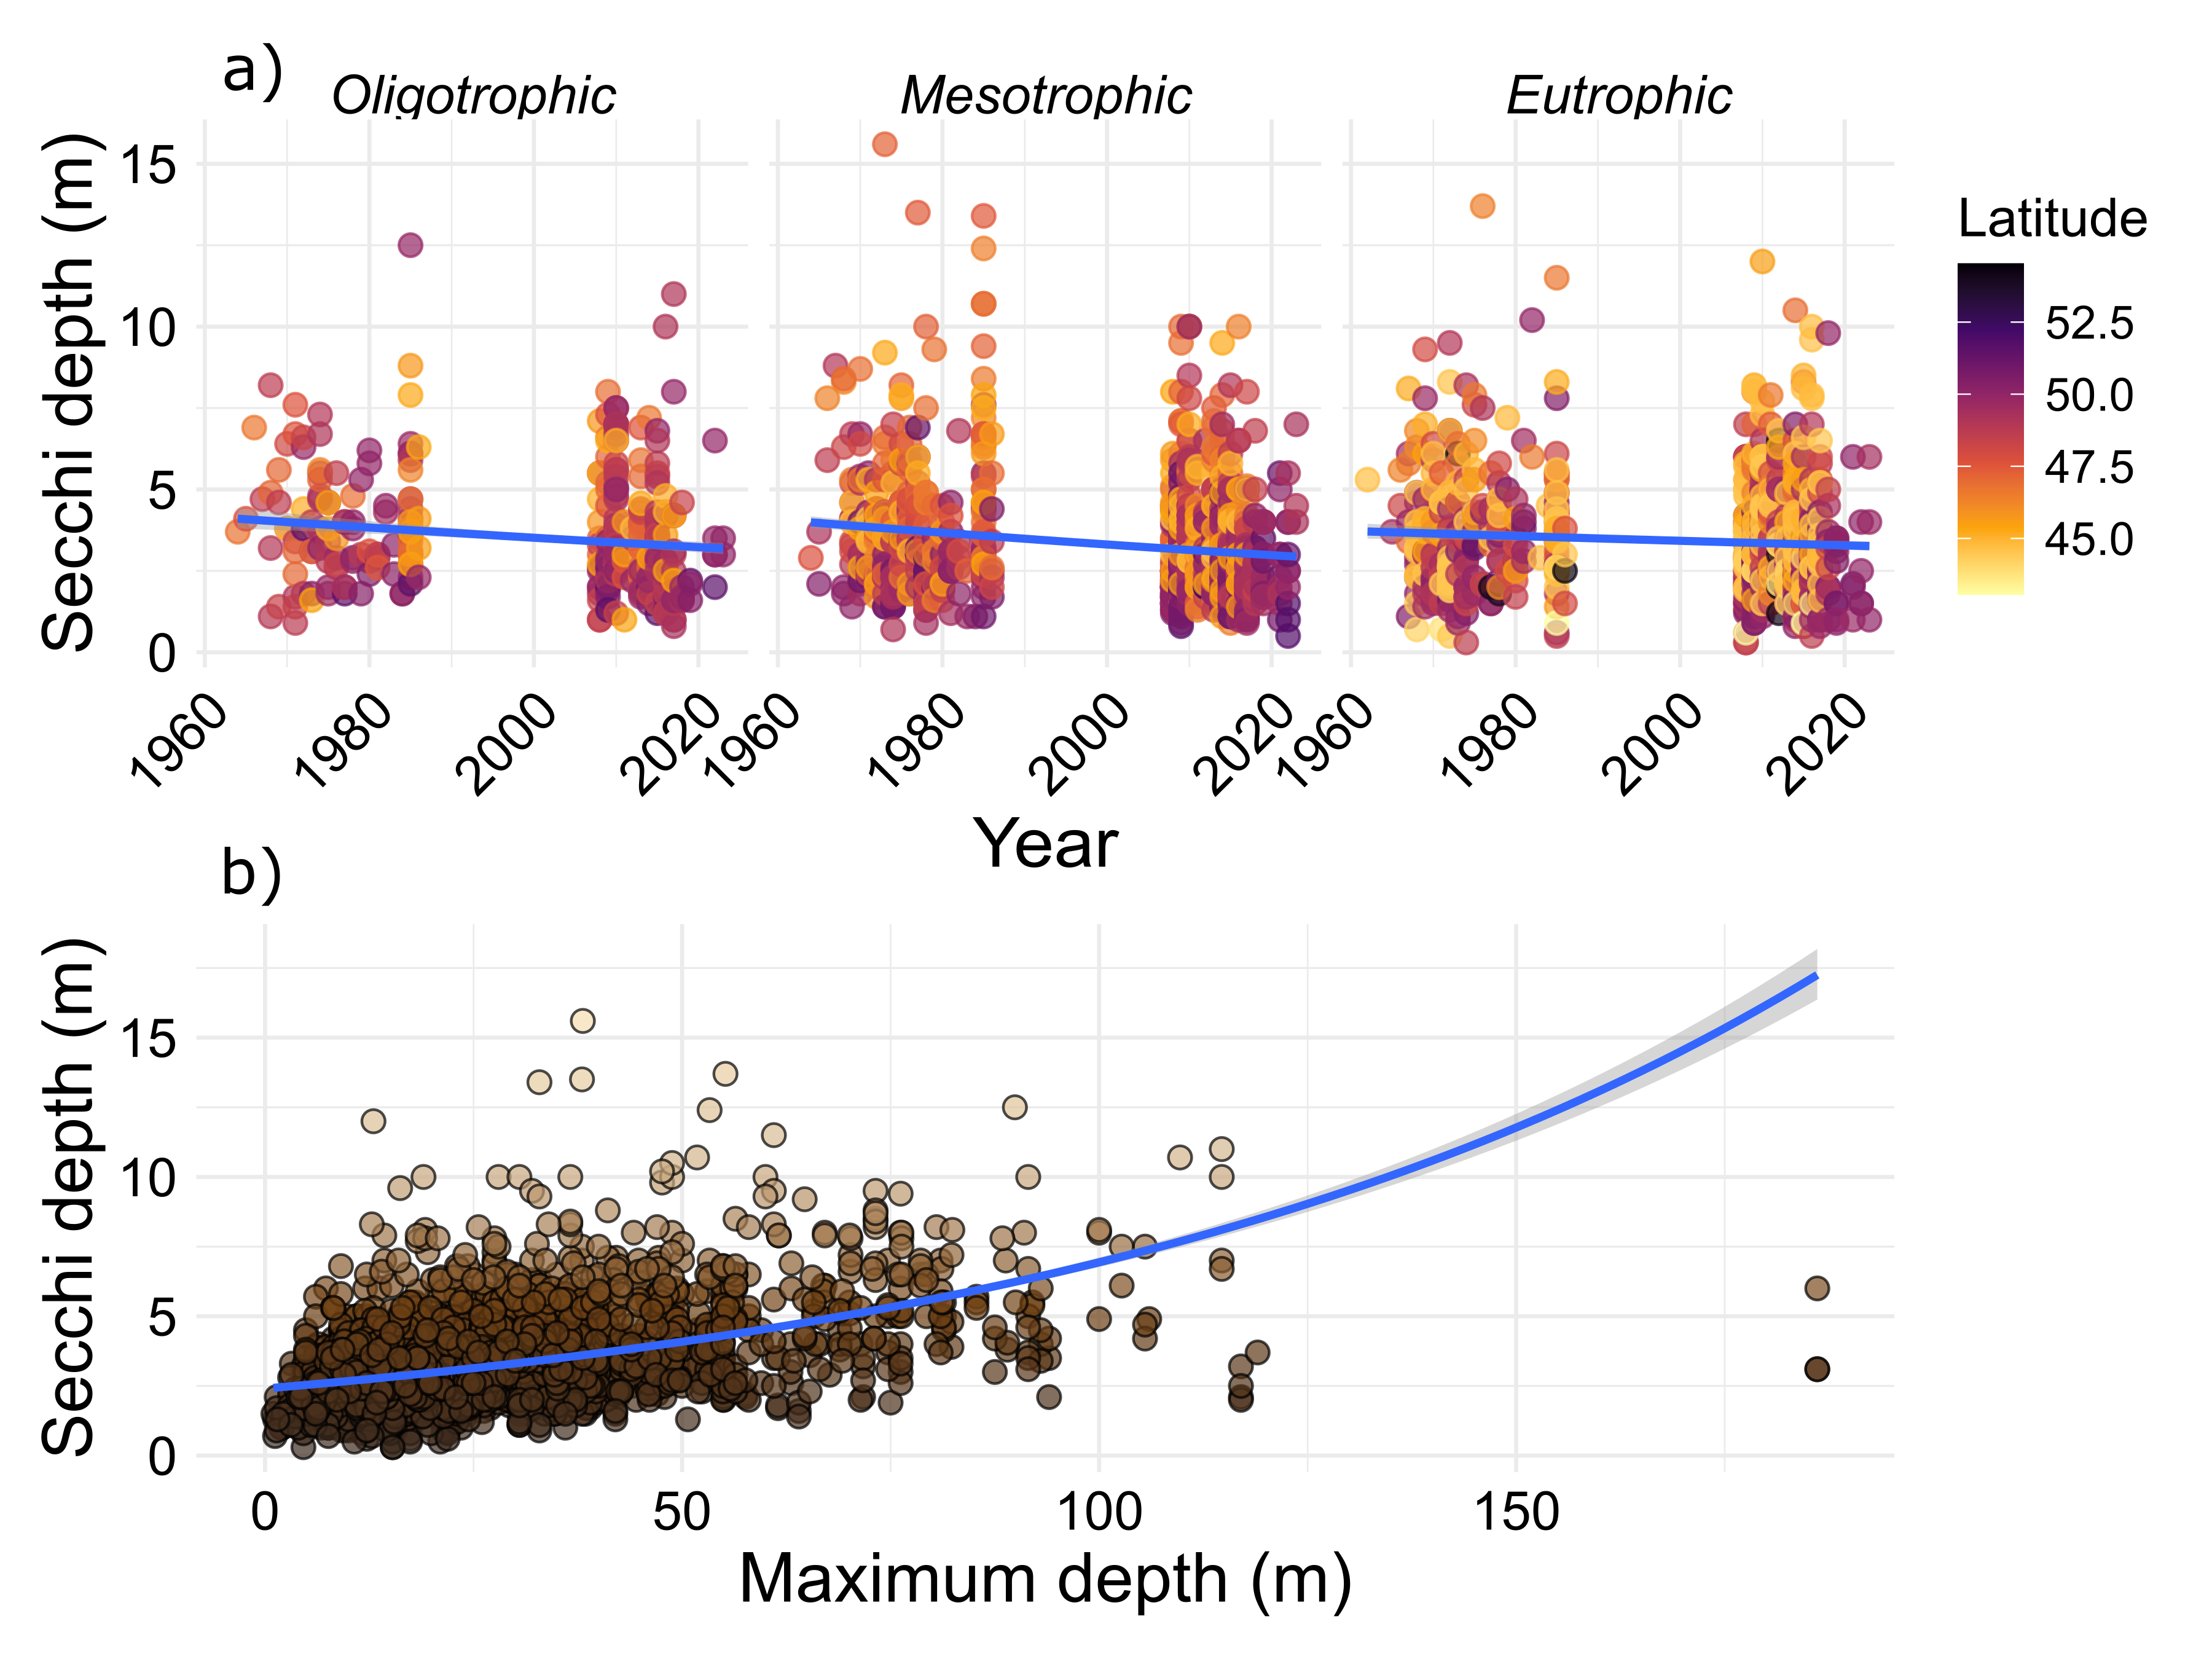 a)
Oligotrophic Mesotrophic Eutrophic
Secchi depth (m)
15
10
5
0
1960 1980 2000 2020 1960 1980 2000 2020 1960 1980 2000 2020
Year
Latitude
52.5
50.0
47.5
45.0
b)
Secchi depth (m)
15
10
5
0
0 50 100 150
Maximum depth (m)